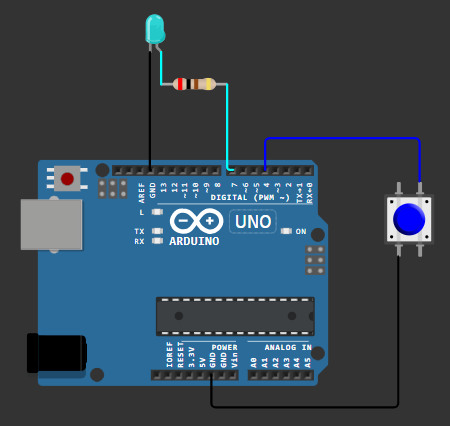 AREF
GND
13
12
~11
~10
~9
8
7
~6
~5
4
~3
2
TX→1
RX←0
DIGITAL (PWM ~)
L
TX
RX
UNO
ARDUINO
ON
IOREF
RESET
3.3V
5V
GND
GND
Vin
POWER
ANALOG IN
A0
A1
A2
A3
A4
A5